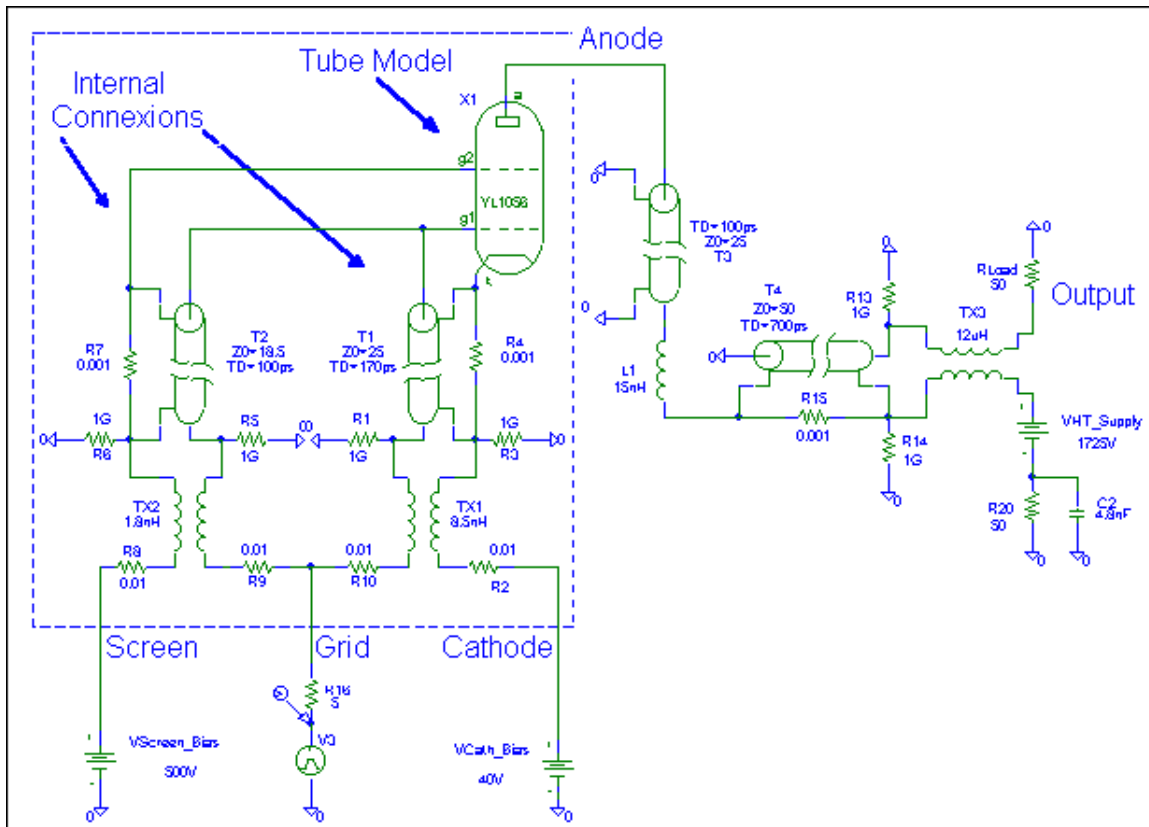 Anode
Tube Model
Internal
Connexions
X1
a
g2
YL1056
g1
k
0
TD=100ps
Z0=25
T3
0
0
RLoad
50
Output
TX3
12uH
R13
1G
0
T4
Z0=50
TD=700ps
0
L1
15nH
R15
0.001
R14
1G
0
VHT_Supply
1725V
R20
50
C2
4.8nF
0
0
R7
0.001
T2
Z0=18.5
TD=100ps
T1
Z0=25
TD=170ps
R4
0.001
0
1G
R6
R5
1G
00
R1
1G
1G
R3
0
TX2
1.8nH
TX1
8.5nH
R8
0.01
0.01
R9
0.01
R10
0.01
R2
Screen
Grid
Cathode
R16
5
V3
VScreen_Bias
500V
VCath_Bias
40V
0
0
0